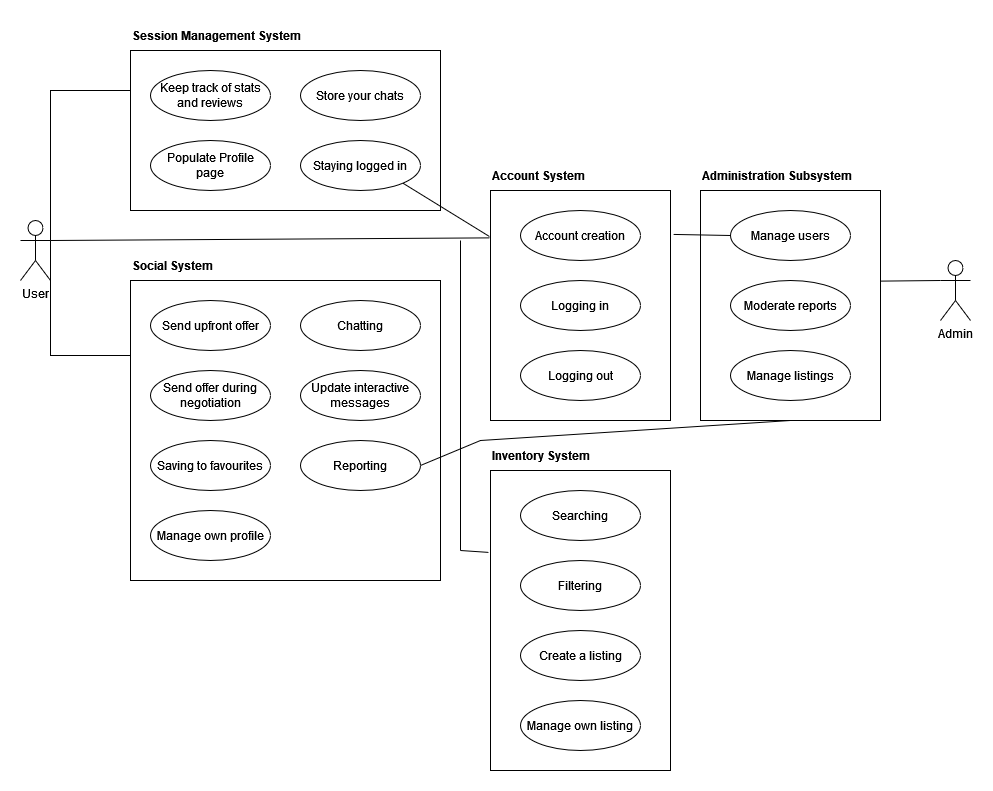 Session Management System
Keep track of stats
and reviews
Store your chats
Populate Profile
page
Staying logged in
User
Social System
Send upfront offer
Chatting
Send offer during
negotiation
Update interactive
messages
Saving to favourites
Reporting
Manage own profile
Account System
Account creation
Logging in
Logging out
Inventory System
Searching
Filtering
Create a listing
Manage own listing
Administration Subsystem
Manage users
Moderate reports
Manage listings
Admin